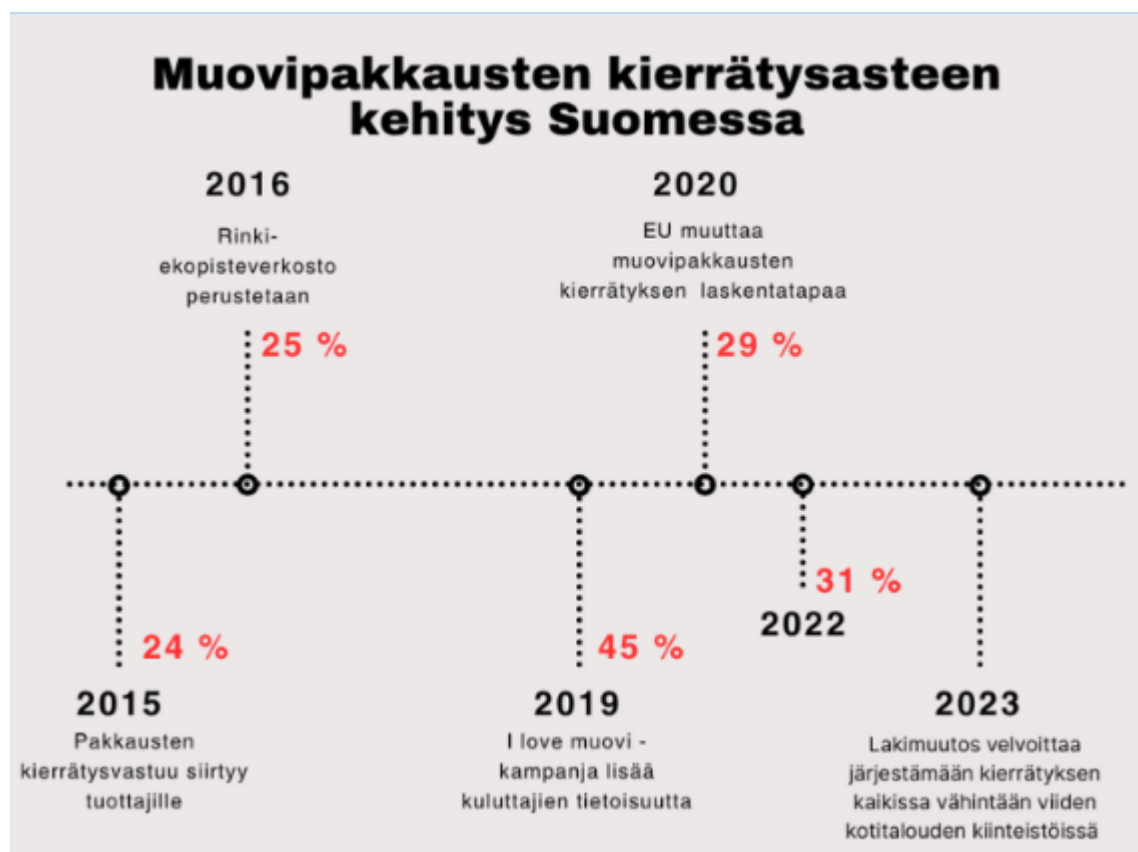 Muovipakkausten kierrätysasteen
kehitys Suomessa
2016
Rinki-
ekopisteverkosto
perustetaan
25 %
2020
EU muuttaa
muovipakkausten
kierrätyksen laskentatapaa
29 %
24 %
2015
Pakkausten
kierrätysvastuu siirtyy
tuottajille
45 %
2019
I love muovi -
kampanja lisää
kuluttajien tietoisuutta
31 %
2022
2023
Lakimuutos velvoittaa
järjestämään kierrätyksen
kaikissa vähintään viiden
kotitalouden kiinteistöissä